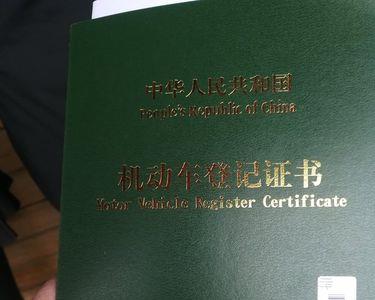 中华人民共和国
People's Republic of China
机动车登记证书
Motor Vehicle Register Certificate